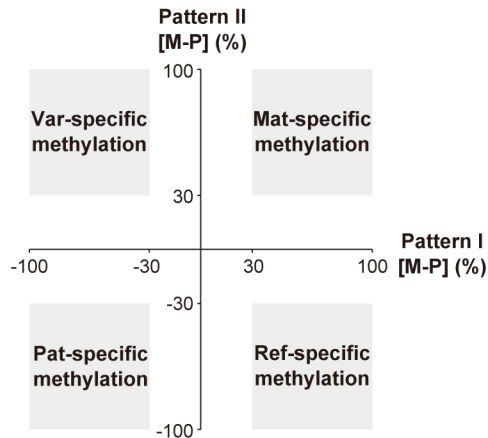 Pattern II
[M-P] (%)
100
Var-specific
methylation
Mat-specific
methylation
30
Pattern I
[M-P] (%)
-100
-30
30
100
-30
Pat-specific
methylation
Ref-specific
methylation
-100